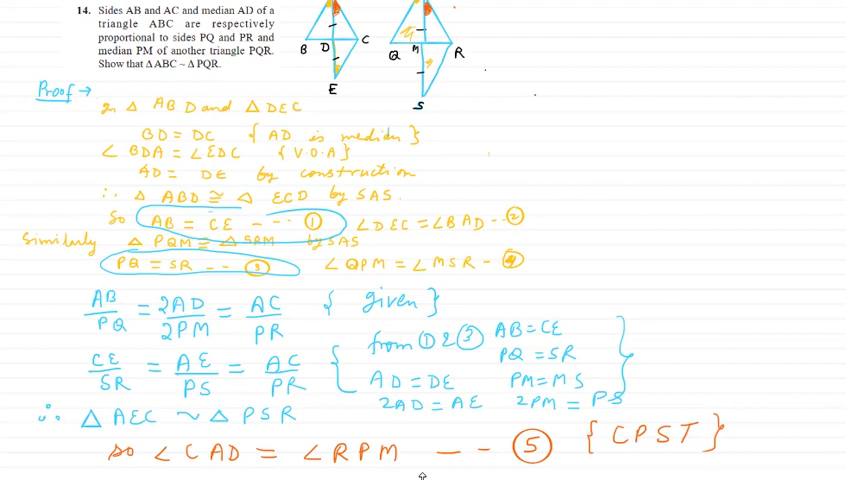 14. Sides AB and AC and median AD of a
triangle ABC are respectively
proportional to sides PQ and PR and
median PM of another triangle PQR.
Show that Δ ABC ~ Δ PQR.
B D C
E
Q M R
S
Proof →
In Δ ABD and Δ DEC
BD = DC { AD is median }
∠ BDA = ∠ EDC { V.O.A }
AD = DE by construction
∴ Δ ABD ≅ Δ ECD by SAS.
So AB = CE --- ① ∠DEC = ∠BAD -- ②
Similarly Δ PQM = Δ SRM by SAS
PQ = SR -- ③ ∠QPM = ∠MSR - ④
AB/PQ = 2AD/2PM = AC/PR { given }
CE/SR = AE/PS = AC/PR { from ① & ③ AB = CE
PQ = SR
AD = DE PM = MS
2AD = AE 2PM = PS }
∴ Δ AEC ~ Δ PSR
so ∠ CAD = ∠ RPM -- - ⑤ { CPST }